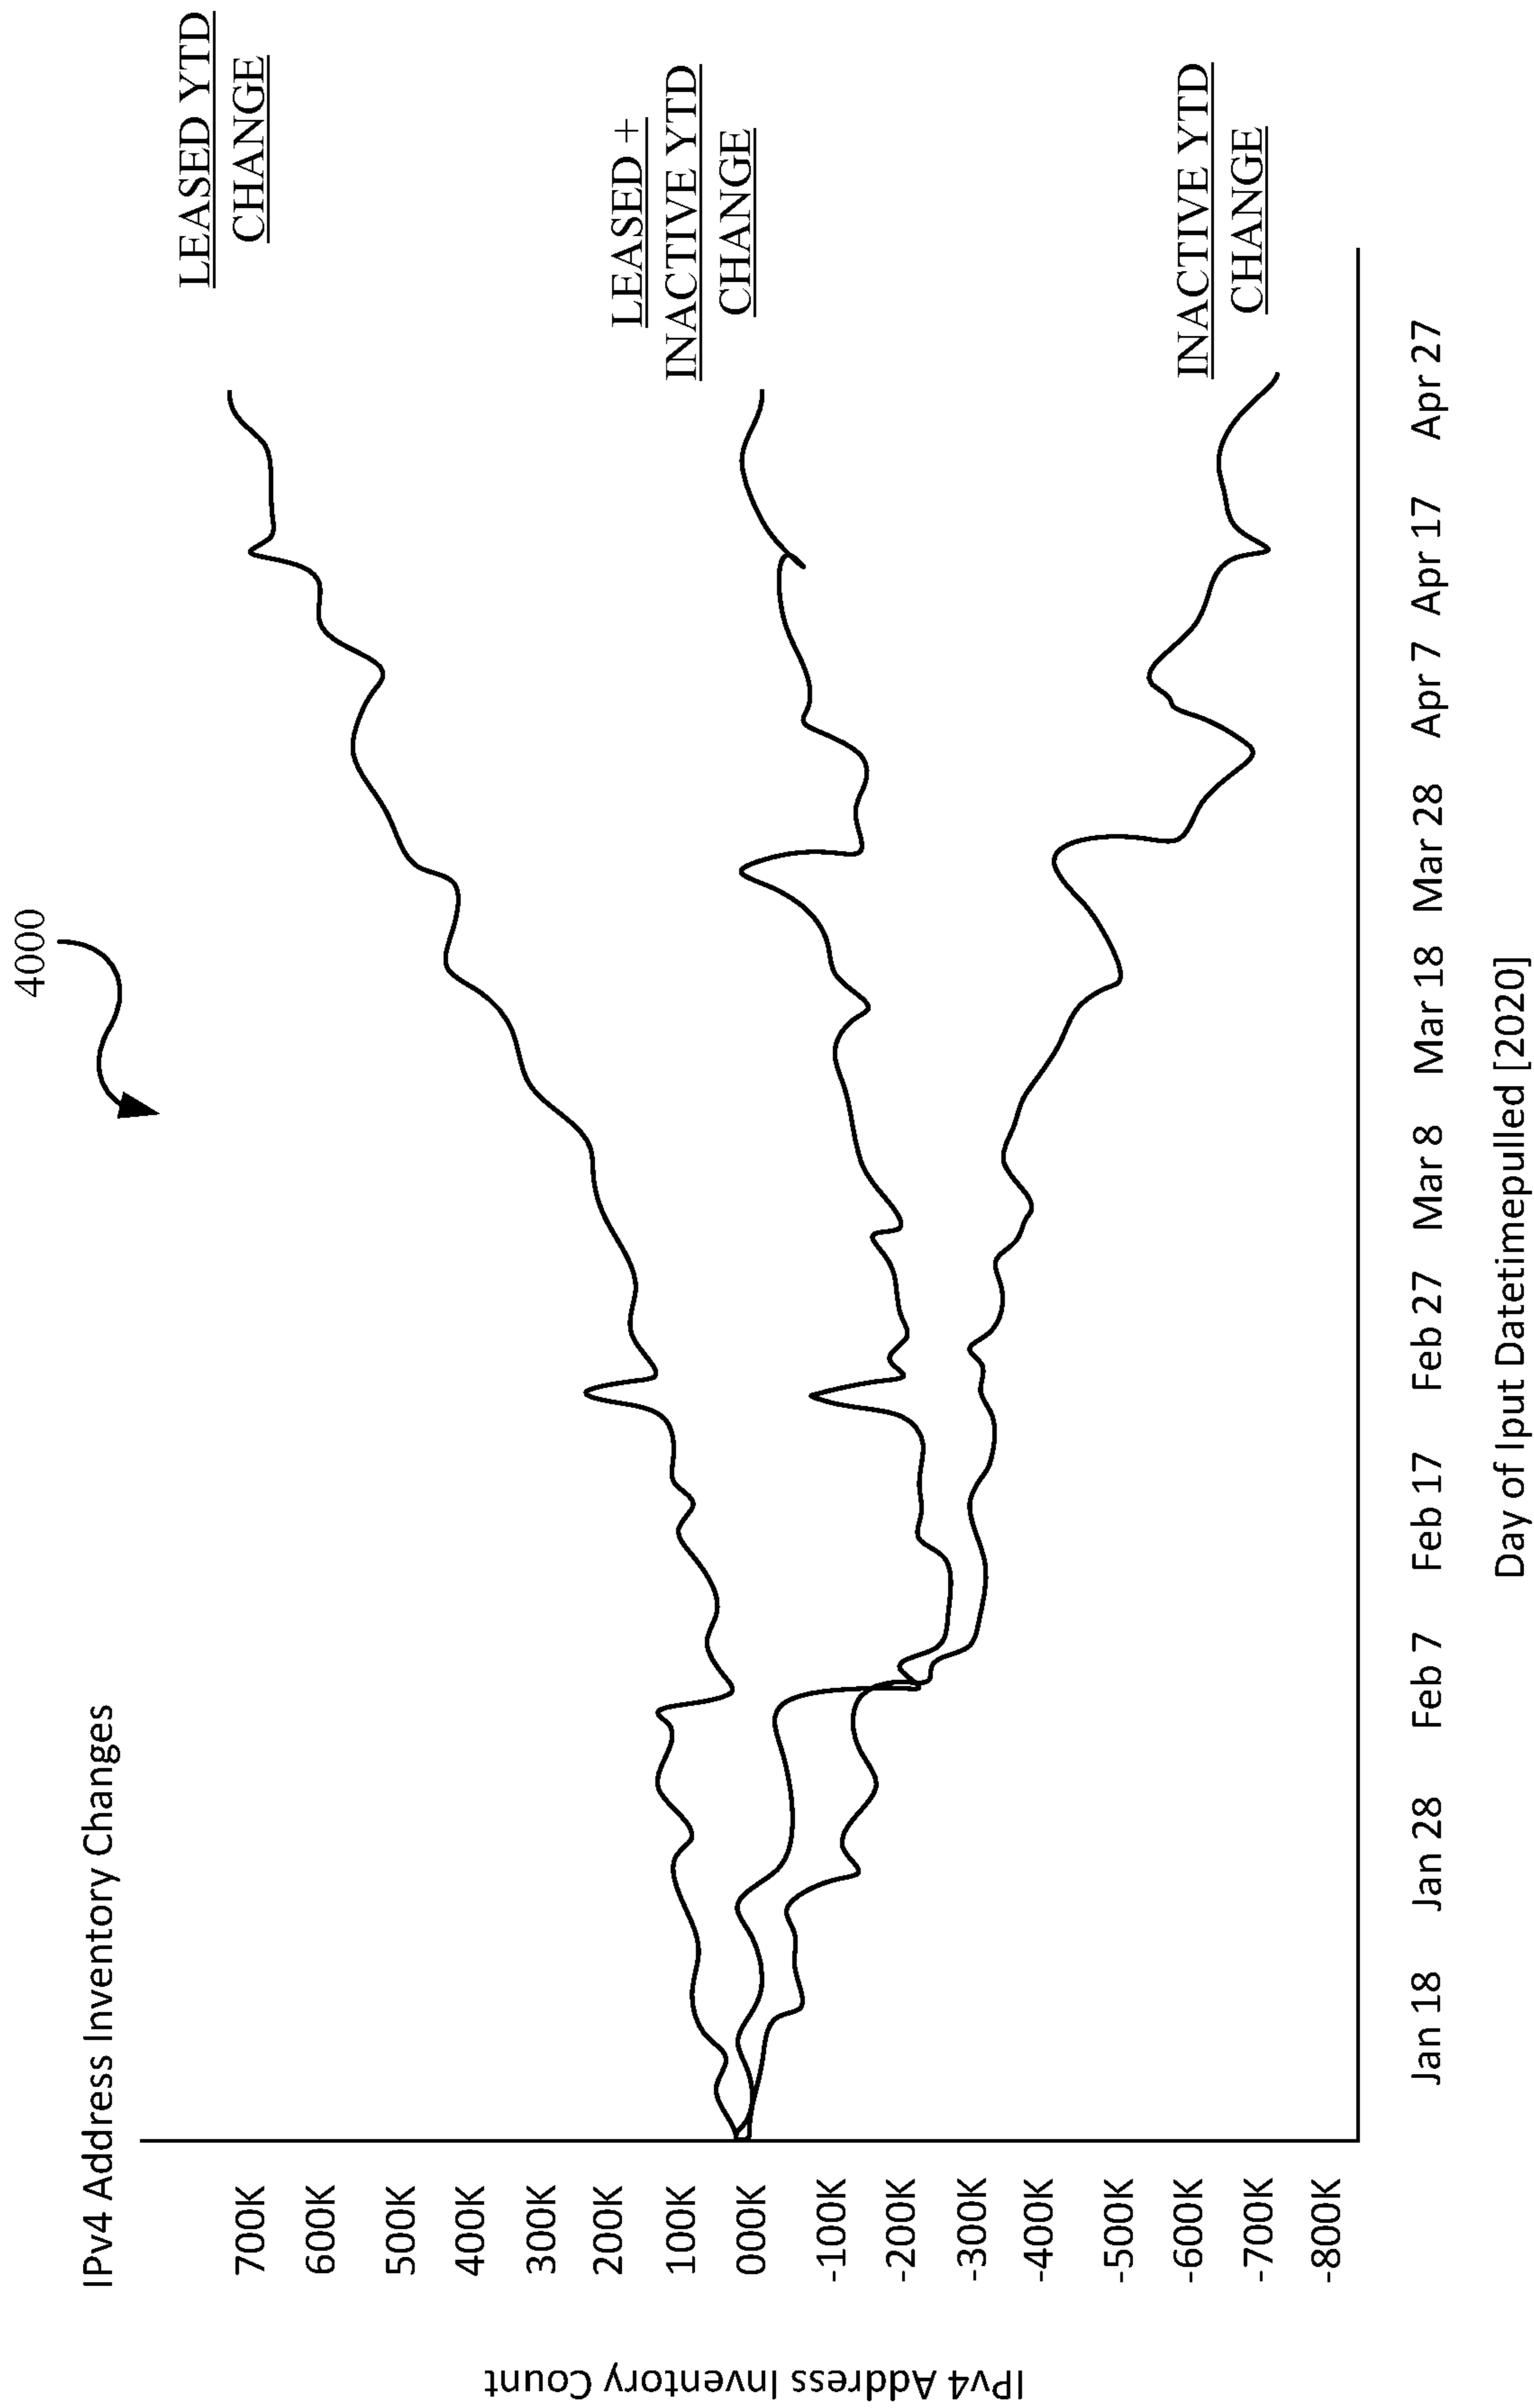 4000
IPv4 Address Inventory Changes
LEASED YTD
CHANGE
LEASED +
INACTIVE YTD
CHANGE
INACTIVE YTD
CHANGE
IPv4 Address Inventory Count
700K
600K
500K
400K
300K
200K
100K
000K
-100K
-200K
-300K
-400K
-500K
-600K
-700K
-800K
Jan 18 Jan 28 Feb 7 Feb 17 Feb 27 Mar 8 Mar 18 Mar 28 Apr 7 Apr 17 Apr 27
Day of Iput Datetimepulled [2020]